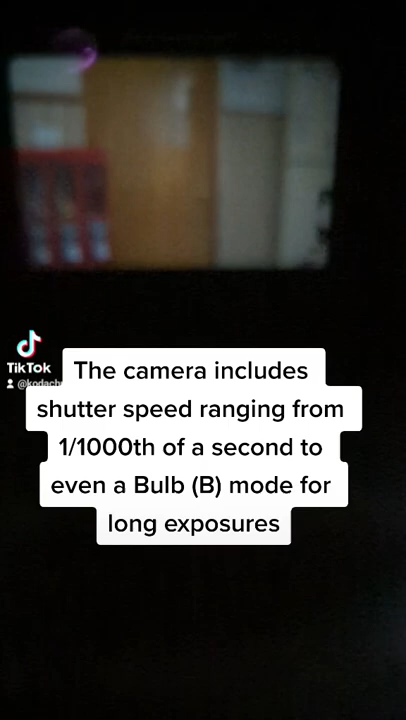 TikTok
The camera includes
shutter speed ranging from
1/1000th of a second to
even a Bulb (B) mode for
long exposures